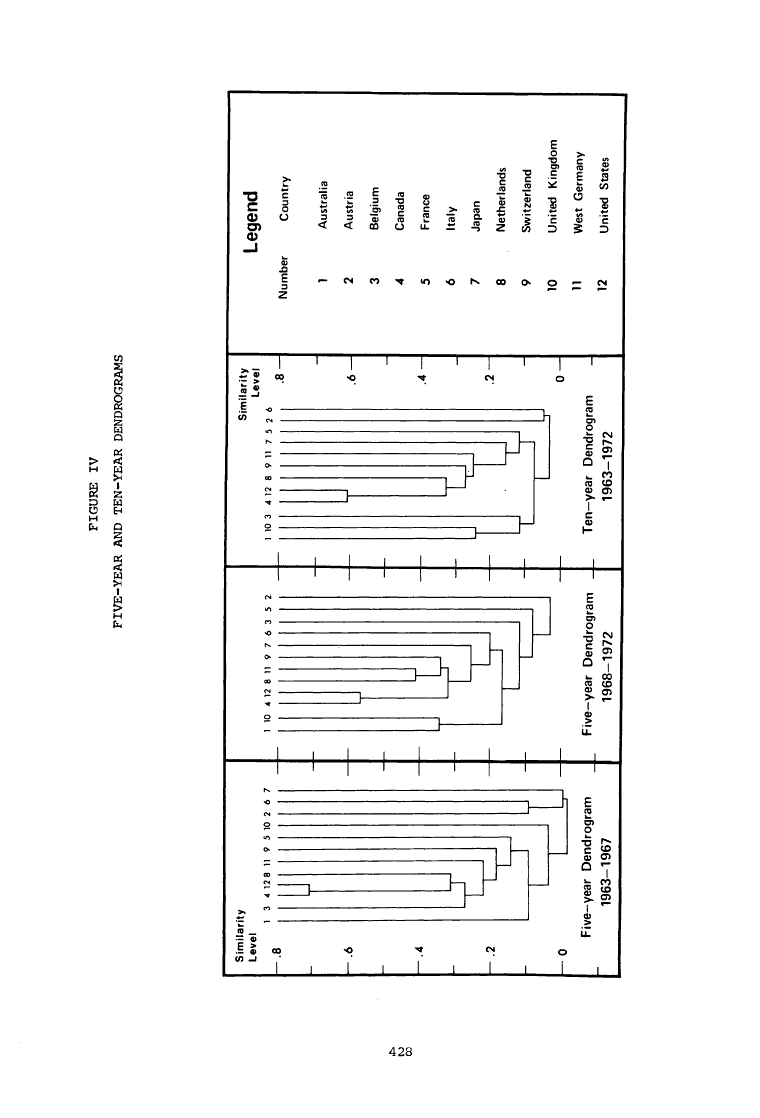 FIGURE IV
FIVE-YEAR AND TEN-YEAR DENDROGRAMS
Similarity
Level
.8
.6
.4
.2
0
1 3 4 12 8 11 9 5 10 2 6 7
Five–year Dendrogram
1963–1967
1 10 4 12 8 11 9 7 6 3 5 2
Five–year Dendrogram
1968–1972
1 10 3 4 12 8 9 11 7 5 2 6
Similarity
Level
.8
.6
.4
.2
0
Ten–year Dendrogram
1963–1972
Legend
Number Country
1 Australia
2 Austria
3 Belgium
4 Canada
5 France
6 Italy
7 Japan
8 Netherlands
9 Switzerland
10 United Kingdom
11 West Germany
12 United States
428